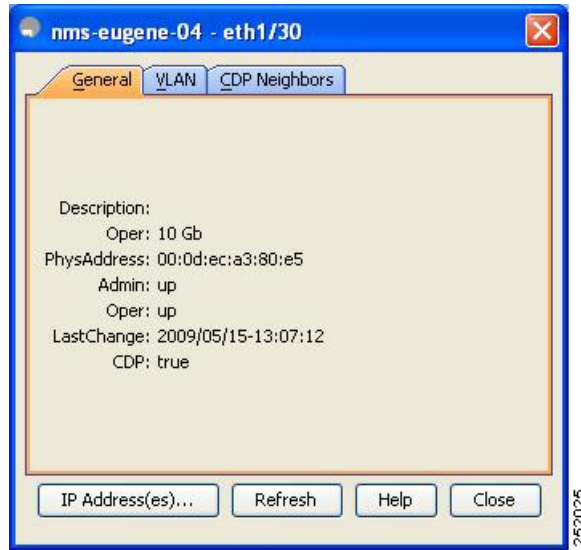 nms-eugene-04 - eth1/30
General VLAN CDP Neighbors
Description:
Oper: 10 Gb
PhysAddress: 00:0d:ec:a3:80:e5
Admin: up
Oper: up
LastChange: 2009/05/15-13:07:12
CDP: true
IP Address(es)... Refresh Help Close
252025